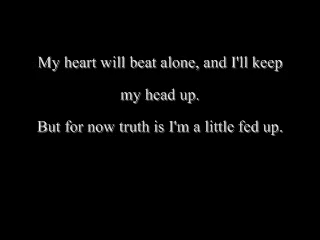 My heart will beat alone, and I'll keep
my head up.
But for now truth is I'm a little fed up.